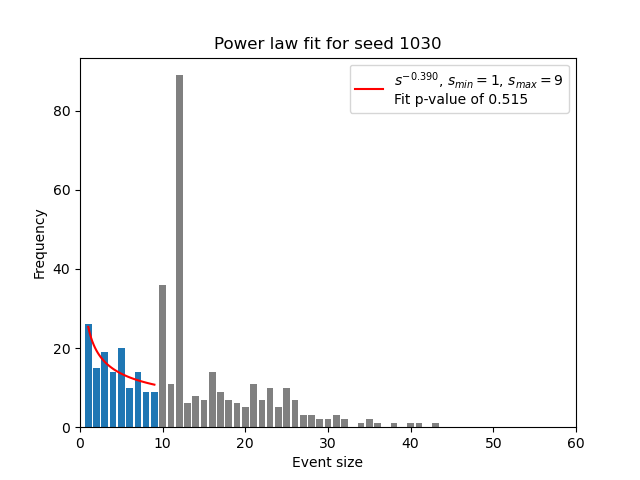 Power law fit for seed 1030
s^{-0.390}, s_{min} = 1, s_{max} = 9
Fit p-value of 0.515
Frequency
80
60
40
20
0
0 10 20 30 40 50 60
Event size